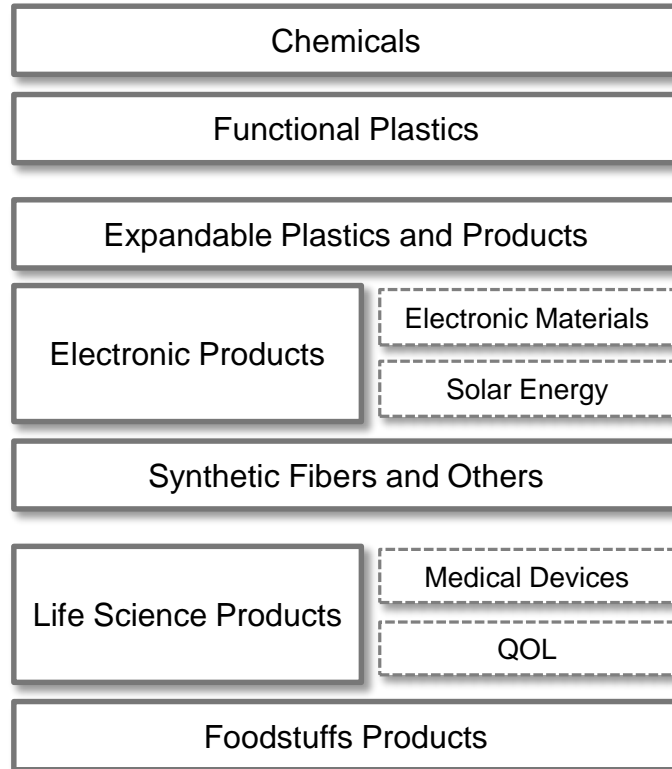 Chemicals
Functional Plastics
Expandable Plastics and Products
Electronic Products
Electronic Materials
Solar Energy
Synthetic Fibers and Others
Life Science Products
Medical Devices
QOL
Foodstuffs Products